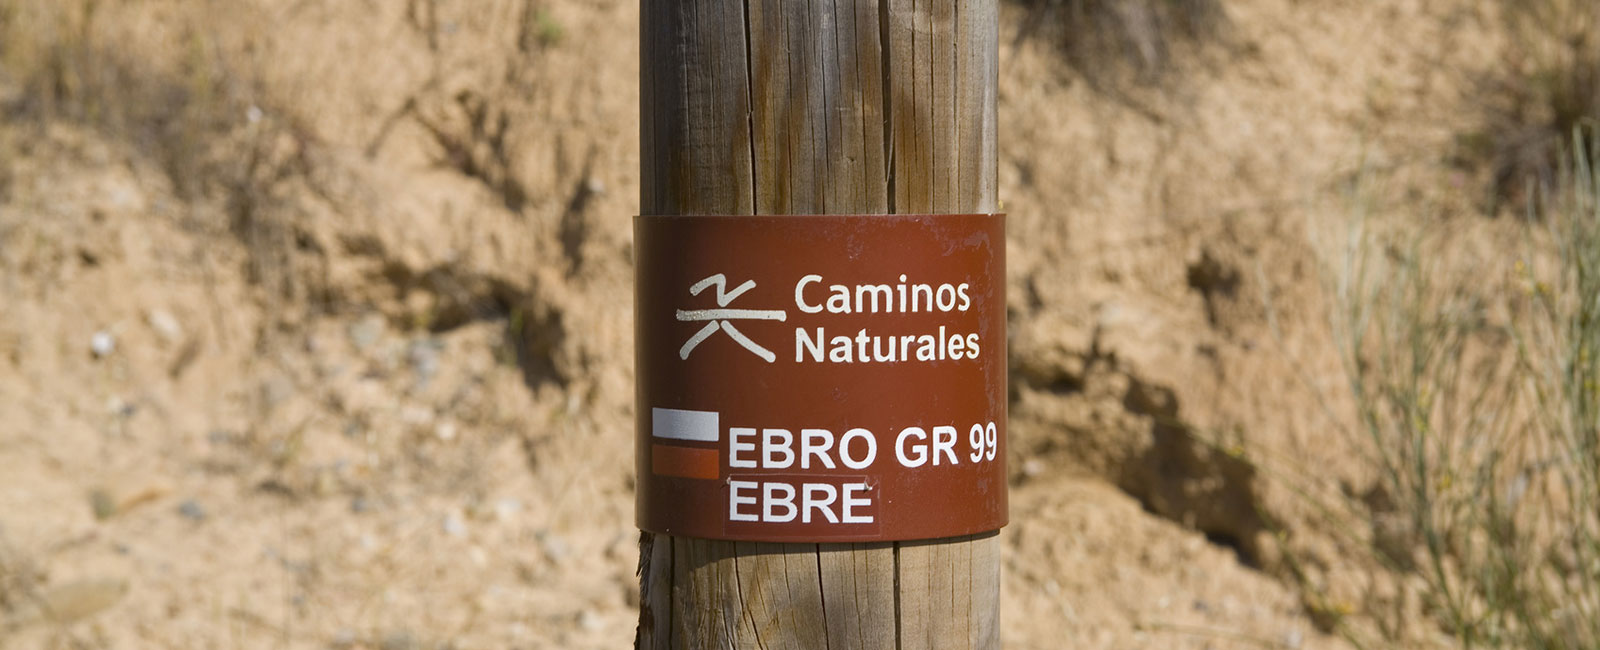 Caminos
Naturales
EBRO GR 99
EBRE